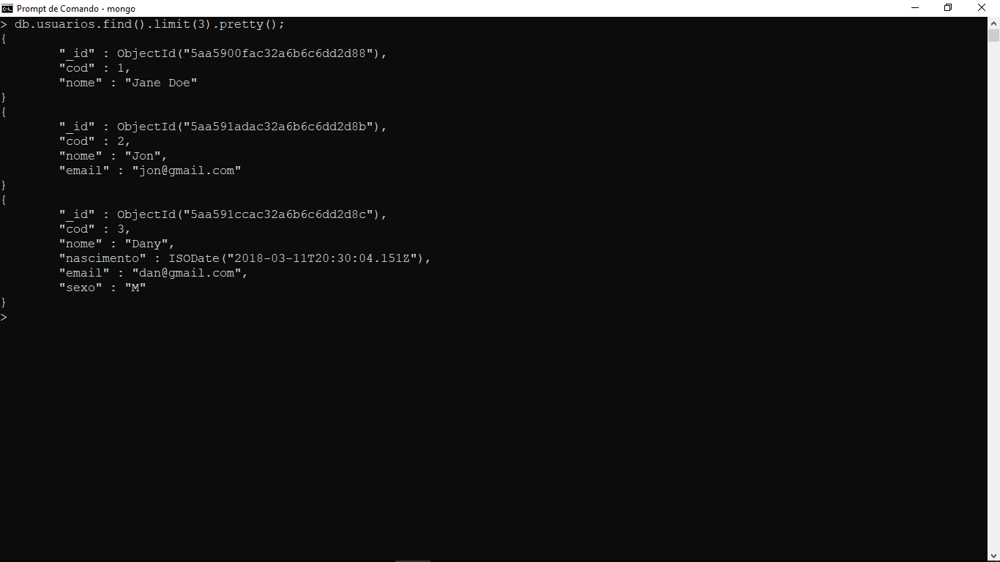 Prompt de Comando - mongo
> db.usuarios.find().limit(3).pretty();
{
        "_id" : ObjectId("5aa5900fac32a6b6c6dd2d88"),
        "cod" : 1,
        "nome" : "Jane Doe"
}
{
        "_id" : ObjectId("5aa591adac32a6b6c6dd2d8b"),
        "cod" : 2,
        "nome" : "Jon",
        "email" : "jon@gmail.com"
}
{
        "_id" : ObjectId("5aa591ccac32a6b6c6dd2d8c"),
        "cod" : 3,
        "nome" : "Dany",
        "nascimento" : ISODate("2018-03-11T20:30:04.151Z"),
        "email" : "dan@gmail.com",
        "sexo" : "M"
}
>